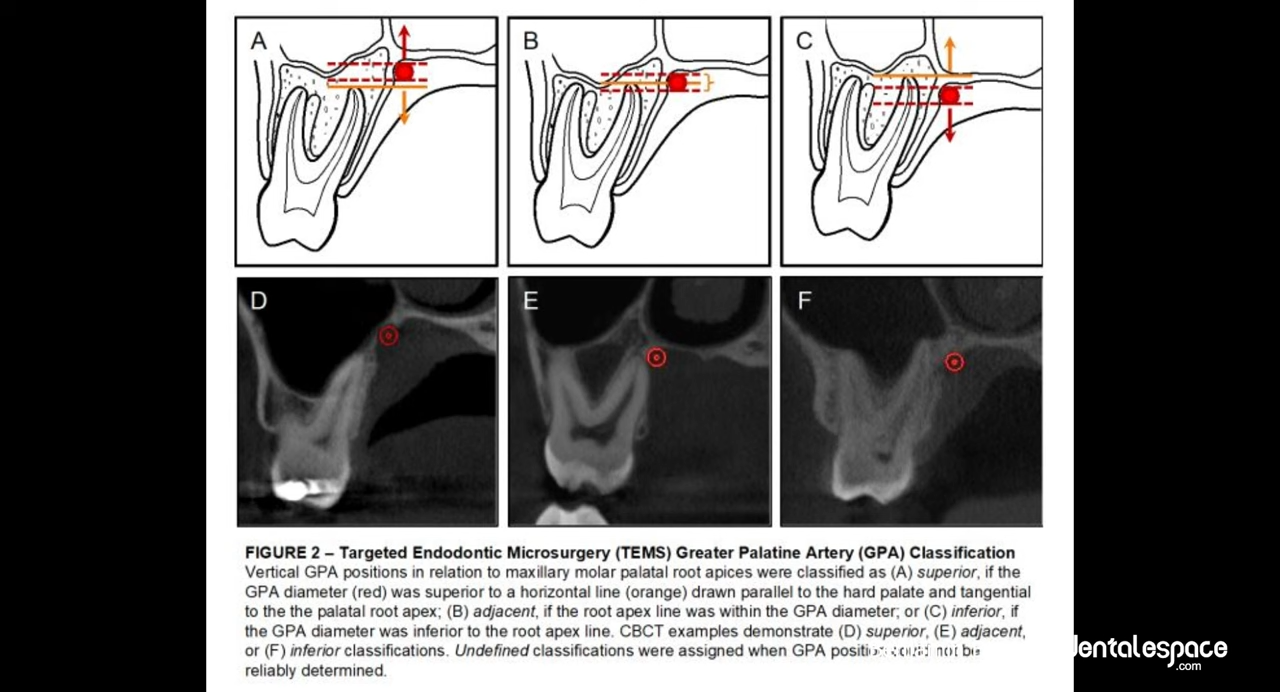 A
B
C
D
E
F
FIGURE 2 – Targeted Endodontic Microsurgery (TEMS) Greater Palatine Artery (GPA) Classification
Vertical GPA positions in relation to maxillary molar palatal root apices were classified as (A) superior, if the
GPA diameter (red) was superior to a horizontal line (orange) drawn parallel to the hard palate and tangential
to the the palatal root apex; (B) adjacent, if the root apex line was within the GPA diameter; or (C) inferior, if
the GPA diameter was inferior to the root apex line. CBCT examples demonstrate (D) superior, (E) adjacent,
or (F) inferior classifications. Undefined classifications were assigned when GPA position could not be
reliably determined.
dentalespace
.com